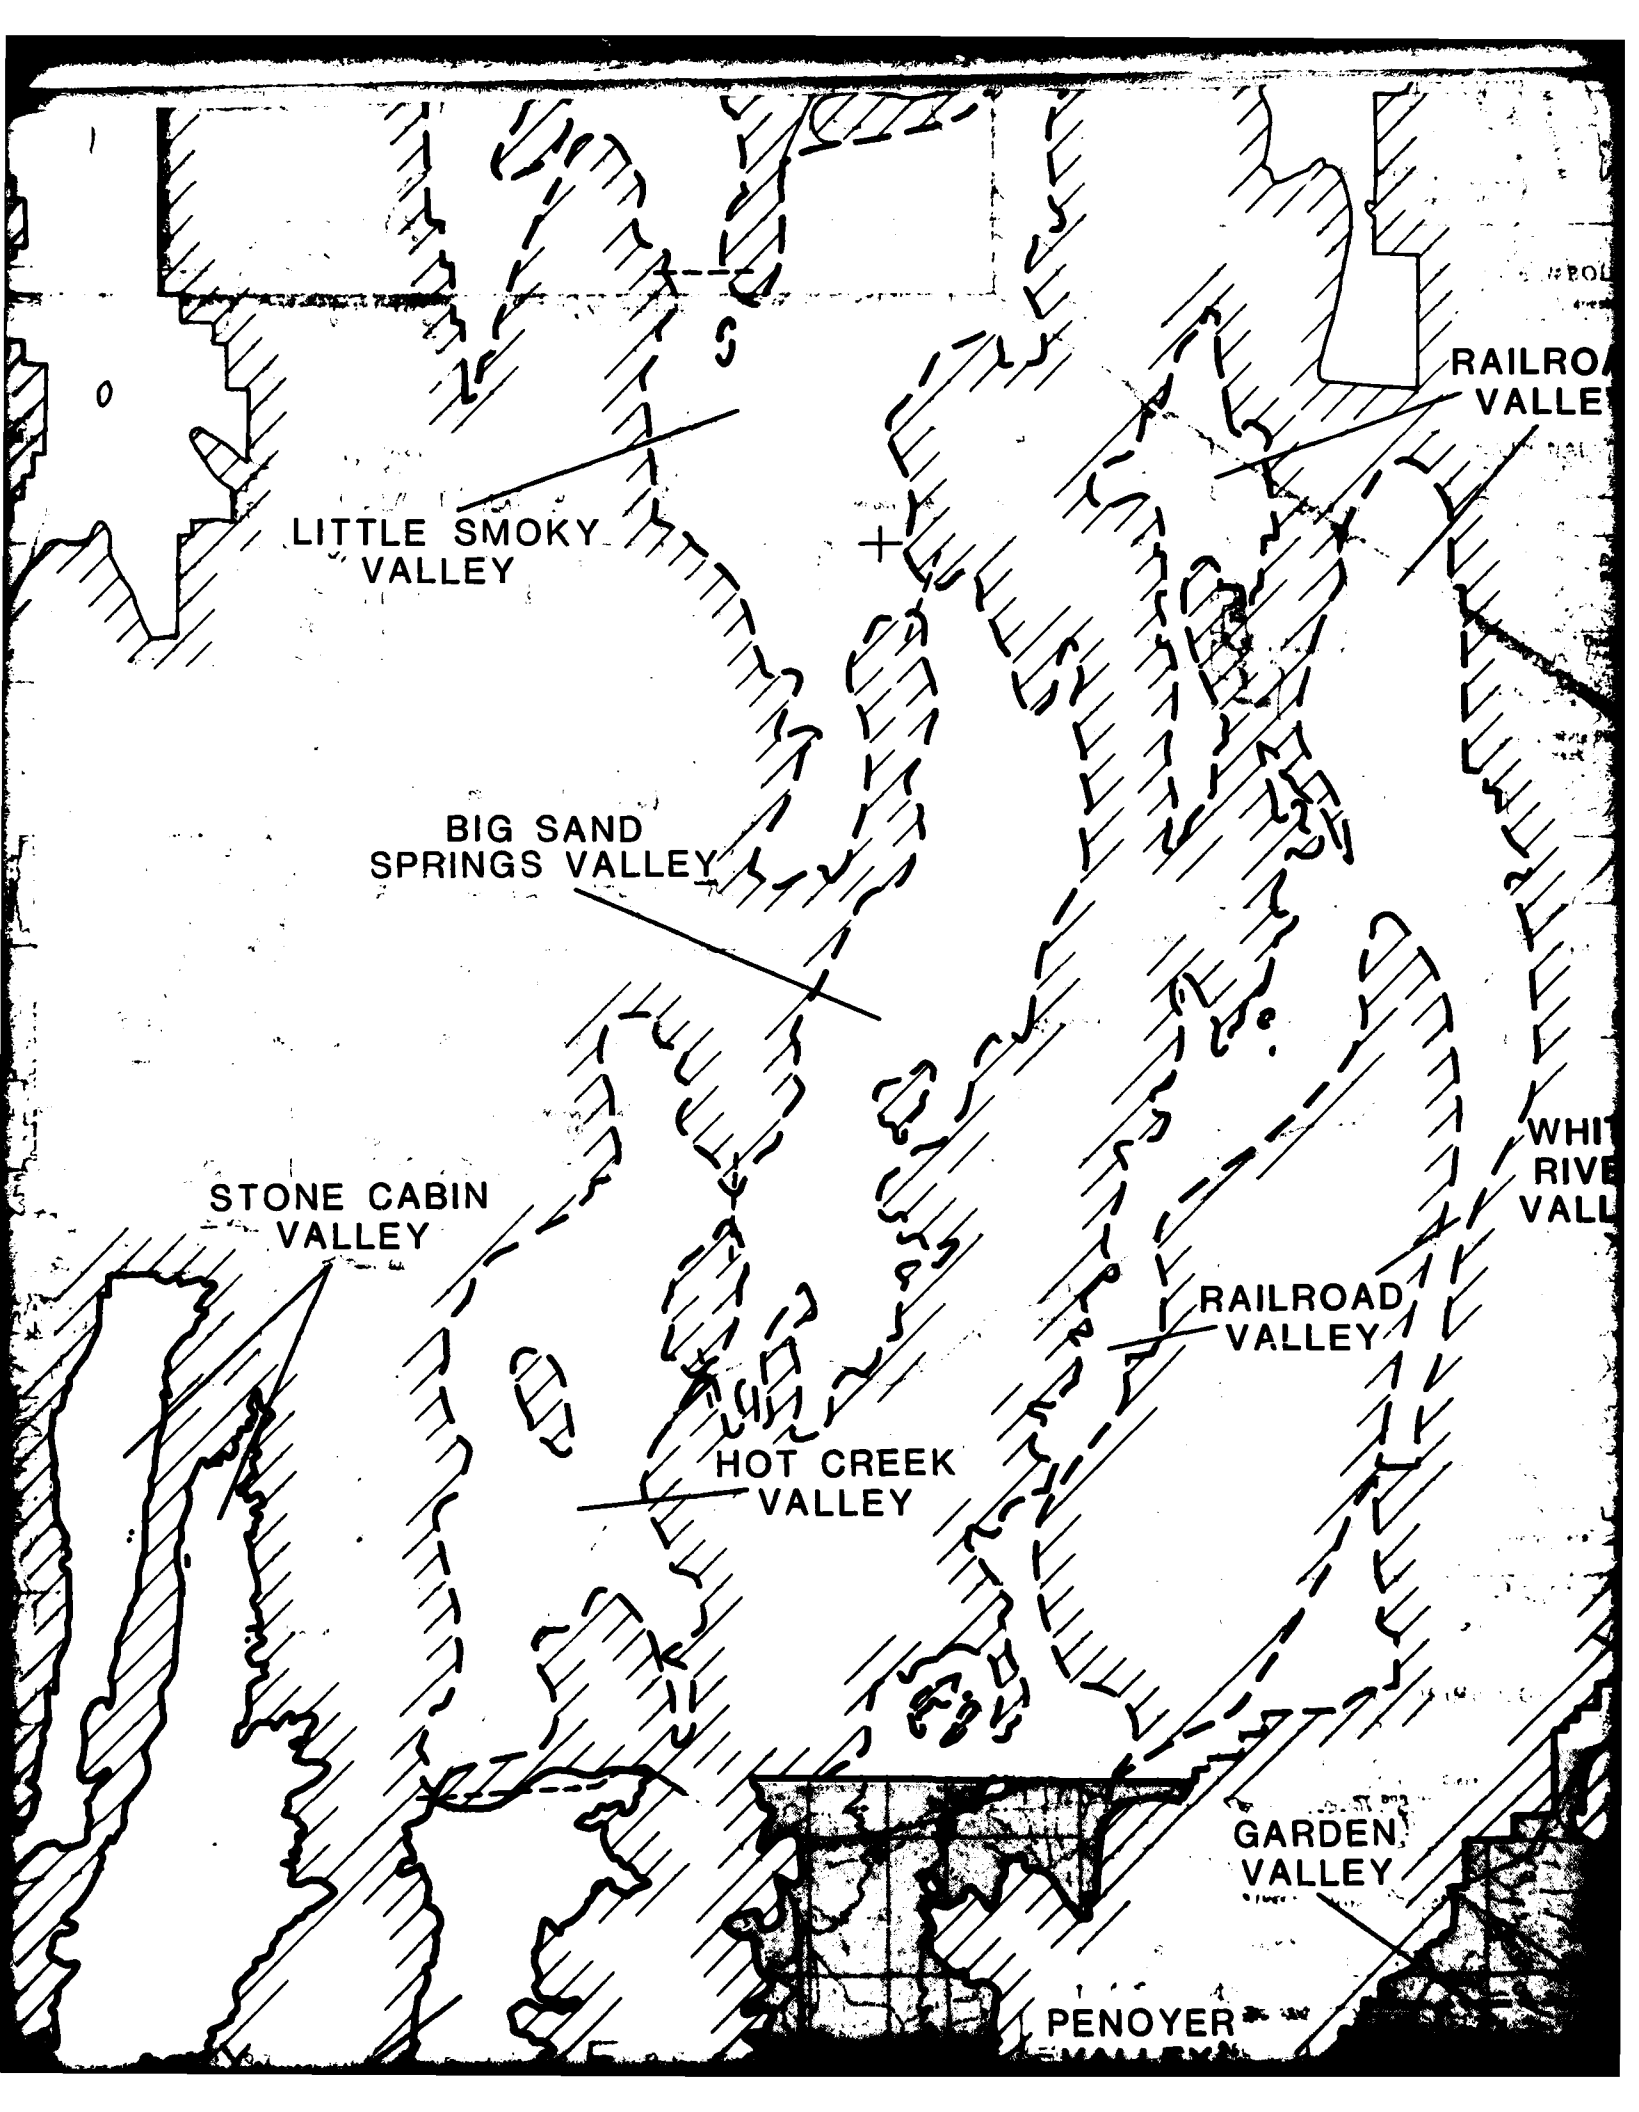 RAILROA
VALLE
LITTLE SMOKY
VALLEY
BIG SAND
SPRINGS VALLEY
WHIT
RIVE
VALL
STONE CABIN
VALLEY
RAILROAD
VALLEY
HOT CREEK
VALLEY
GARDEN
VALLEY
PENOYER
VALLEY